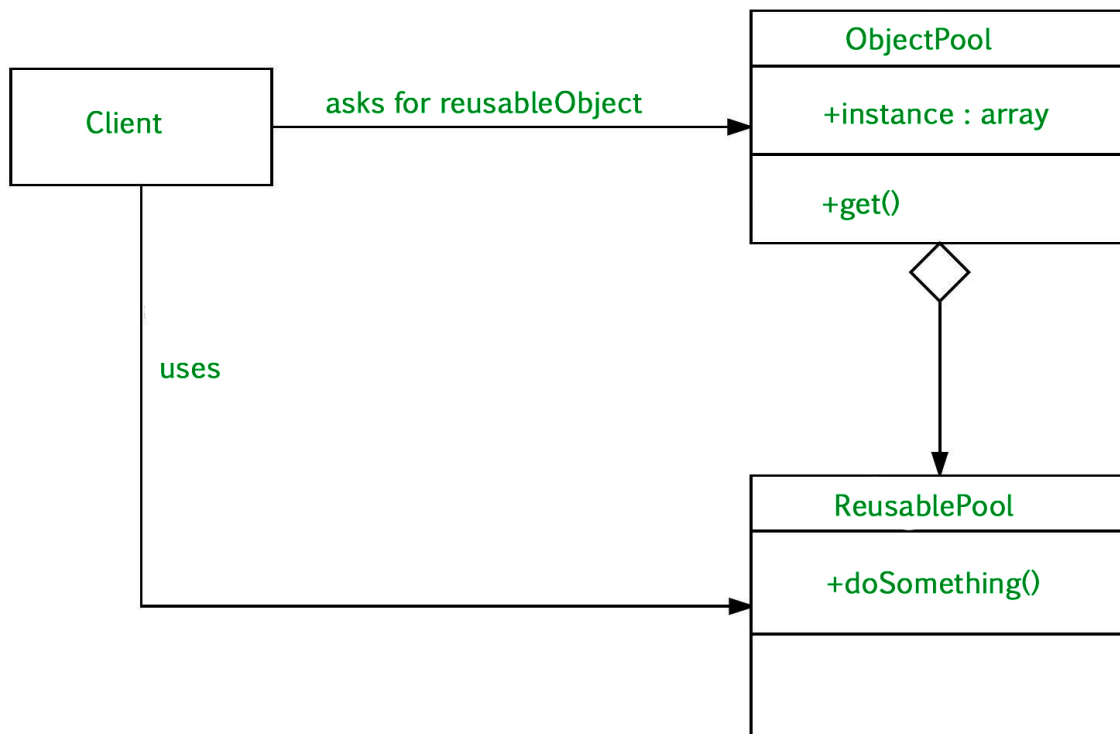 ObjectPool
Client
asks for reusableObject
+instance : array
+get()
uses
ReusablePool
+doSomething()